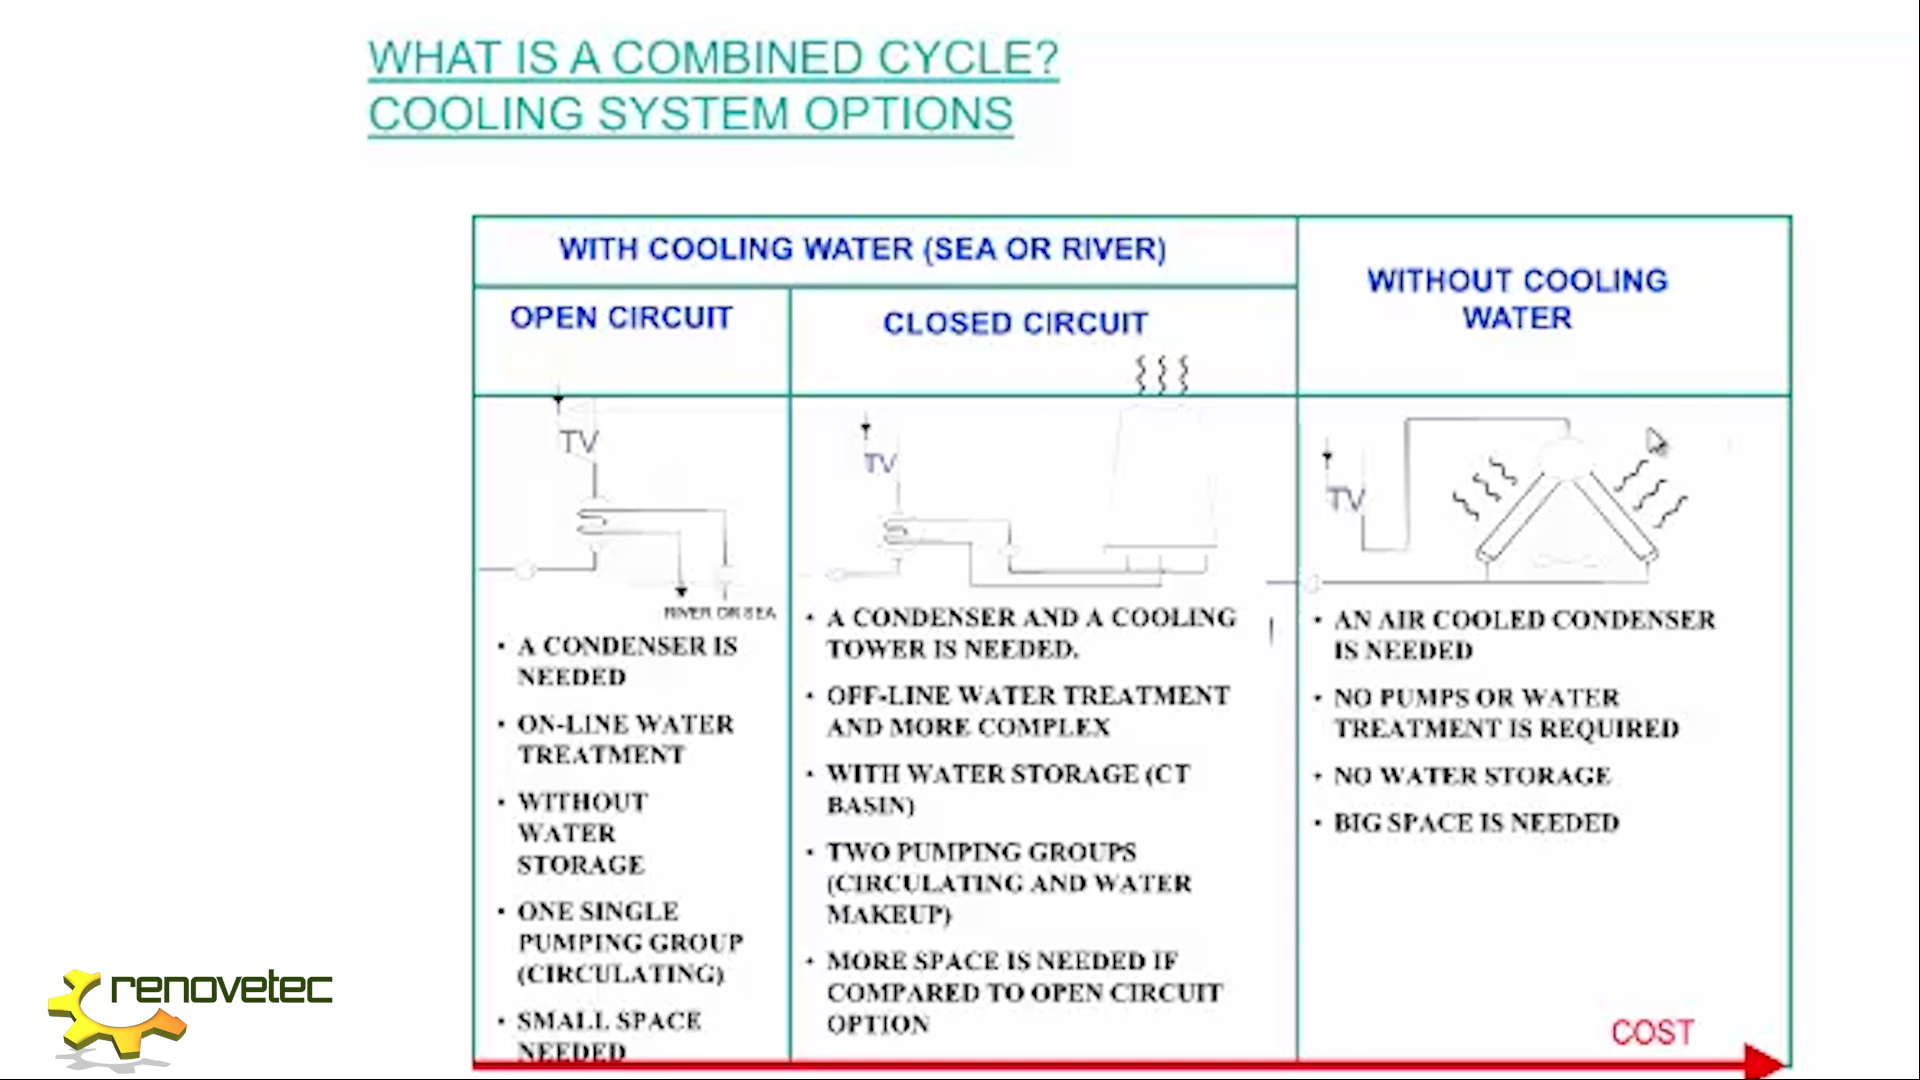 WHAT IS A COMBINED CYCLE?
COOLING SYSTEM OPTIONS
WITH COOLING WATER (SEA OR RIVER)
WITHOUT COOLING
WATER
OPEN CIRCUIT
CLOSED CIRCUIT
TV
RIVER OR SEA
• A CONDENSER IS
NEEDED
• ON-LINE WATER
TREATMENT
• WITHOUT
WATER
STORAGE
• ONE SINGLE
PUMPING GROUP
(CIRCULATING)
• SMALL SPACE
NEEDED
TV
• A CONDENSER AND A COOLING
TOWER IS NEEDED.
• OFF-LINE WATER TREATMENT
AND MORE COMPLEX
• WITH WATER STORAGE (CT
BASIN)
• TWO PUMPING GROUPS
(CIRCULATING AND WATER
MAKEUP)
• MORE SPACE IS NEEDED IF
COMPARED TO OPEN CIRCUIT
OPTION
TV
• AN AIR COOLED CONDENSER
IS NEEDED
• NO PUMPS OR WATER
TREATMENT IS REQUIRED
• NO WATER STORAGE
• BIG SPACE IS NEEDED
COST
renovetec